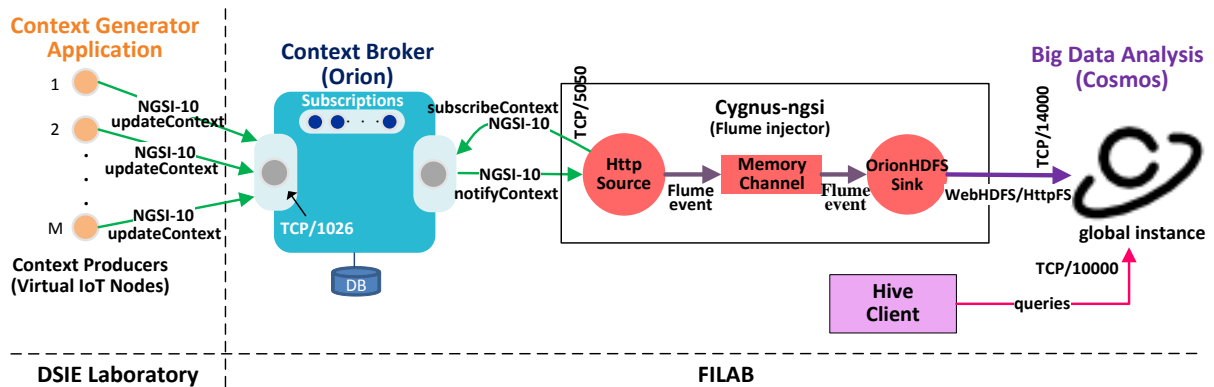 Context Generator
Application
1
NGSI-10
updateContext
2
NGSI-10
updateContext
NGSI-10
M
updateContext
Context Producers
(Virtual IoT Nodes)
Context Broker
(Orion)
Subscriptions
TCP/1026
DB
subscribeContext
NGSI-10
NGSI-10
notifyContext
TCP/5050
Cygnus-ngsi
(Flume injector)
Http
Source
Flume
event
Memory
Channel
Flume
event
OrionHDFS
Sink
WebHDFS/HttpFS
TCP/14000
Big Data Analysis
(Cosmos)
global instance
TCP/10000
Hive
Client
queries
DSIE Laboratory
FILAB